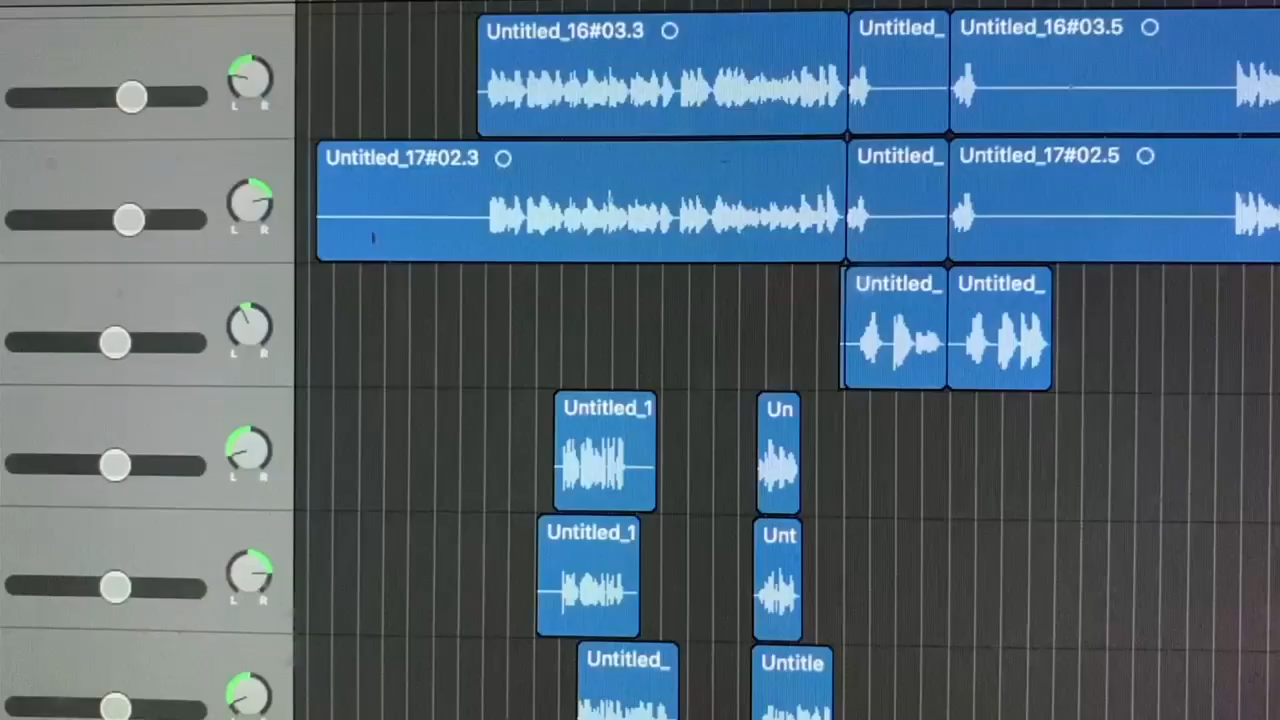 Untitled_16#03.3
Untitled_
Untitled_16#03.5
L R
Untitled_17#02.3
Untitled_
Untitled_17#02.5
L R
Untitled_
Untitled_
L R
Untitled_1
Un
L R
Untitled_1
Unt
L R
Untitled_
Untitle
L R